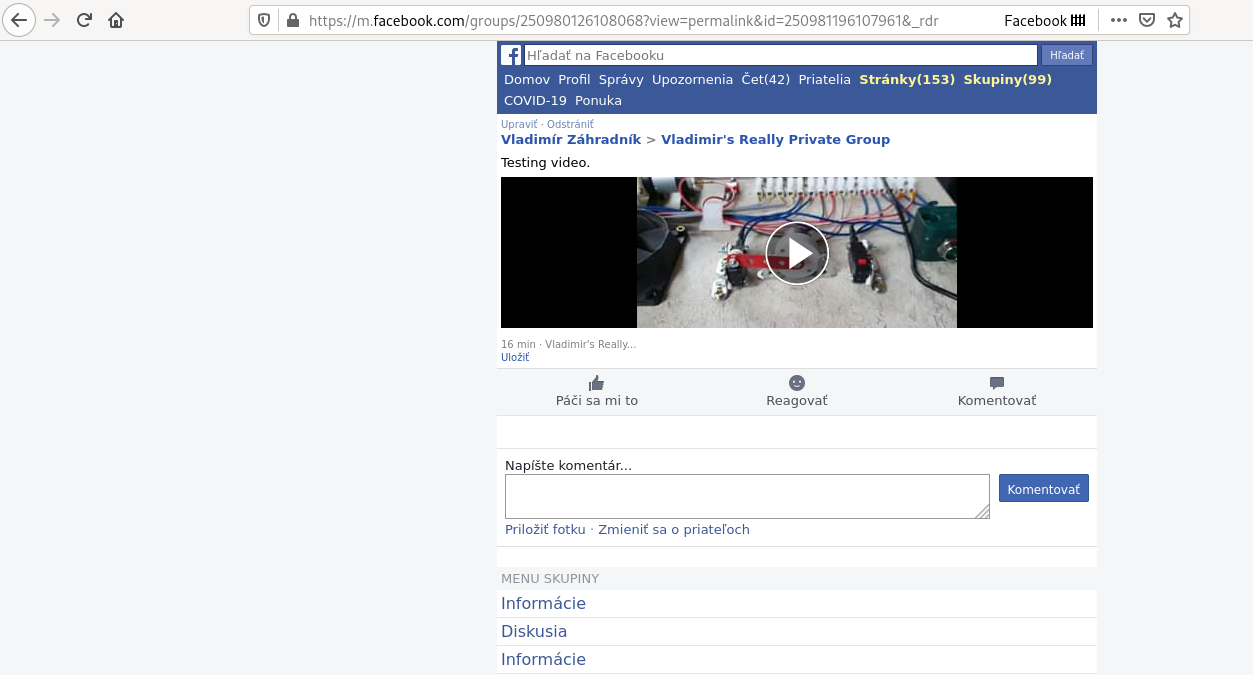 https://m.facebook.com/groups/250980126108068?view=permalink&id=250981196107961&_rdr Facebook
Hľadať na Facebooku Hľadať
Domov Profil Správy Upozornenia Čet(42) Priatelia Stránky(153) Skupiny(99)
COVID-19 Ponuka
Upraviť · Odstrániť
Vladimír Záhradník > Vladimir's Really Private Group
Testing video.
16 min · Vladimir's Really...
Uložiť
Páči sa mi to Reagovať Komentovať
Napíšte komentár...
Komentovať
Priložiť fotku · Zmieniť sa o priateľoch
MENU SKUPINY
Informácie
Diskusia
Informácie